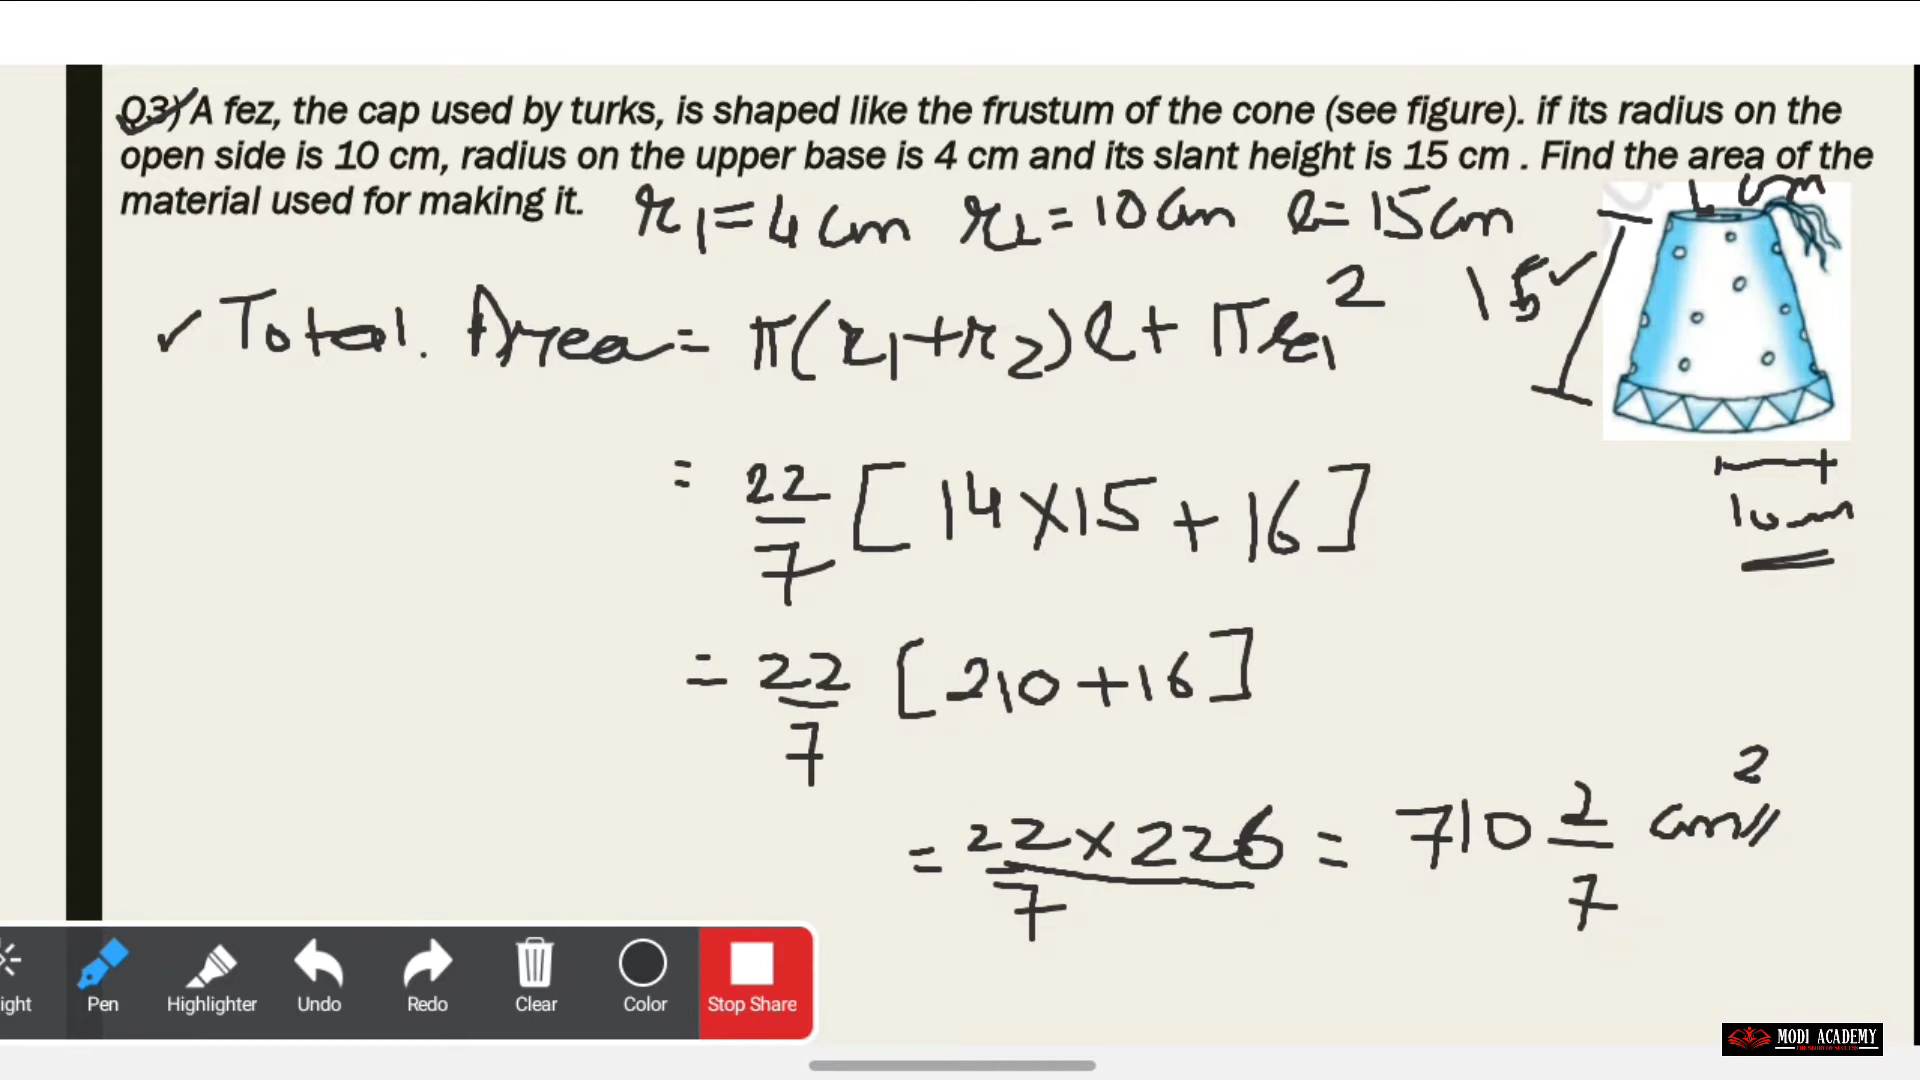 Q3) A fez, the cap used by turks, is shaped like the frustum of the cone (see figure). if its radius on the
open side is 10 cm, radius on the upper base is 4 cm and its slant height is 15 cm . Find the area of the
material used for making it.
r₁ = 4 cm r₂ = 10 cm l = 15 cm
4 cm
15
✓ Total. Area = π(r₁+r₂)l + πr₁²
= 22/7 [14×15+16]
10 cm
= 22/7 [210+16]
= 22×226/7 = 710 2/7 cm²
ight Pen Highlighter Undo Redo Clear Color Stop Share
MODI ACADEMY